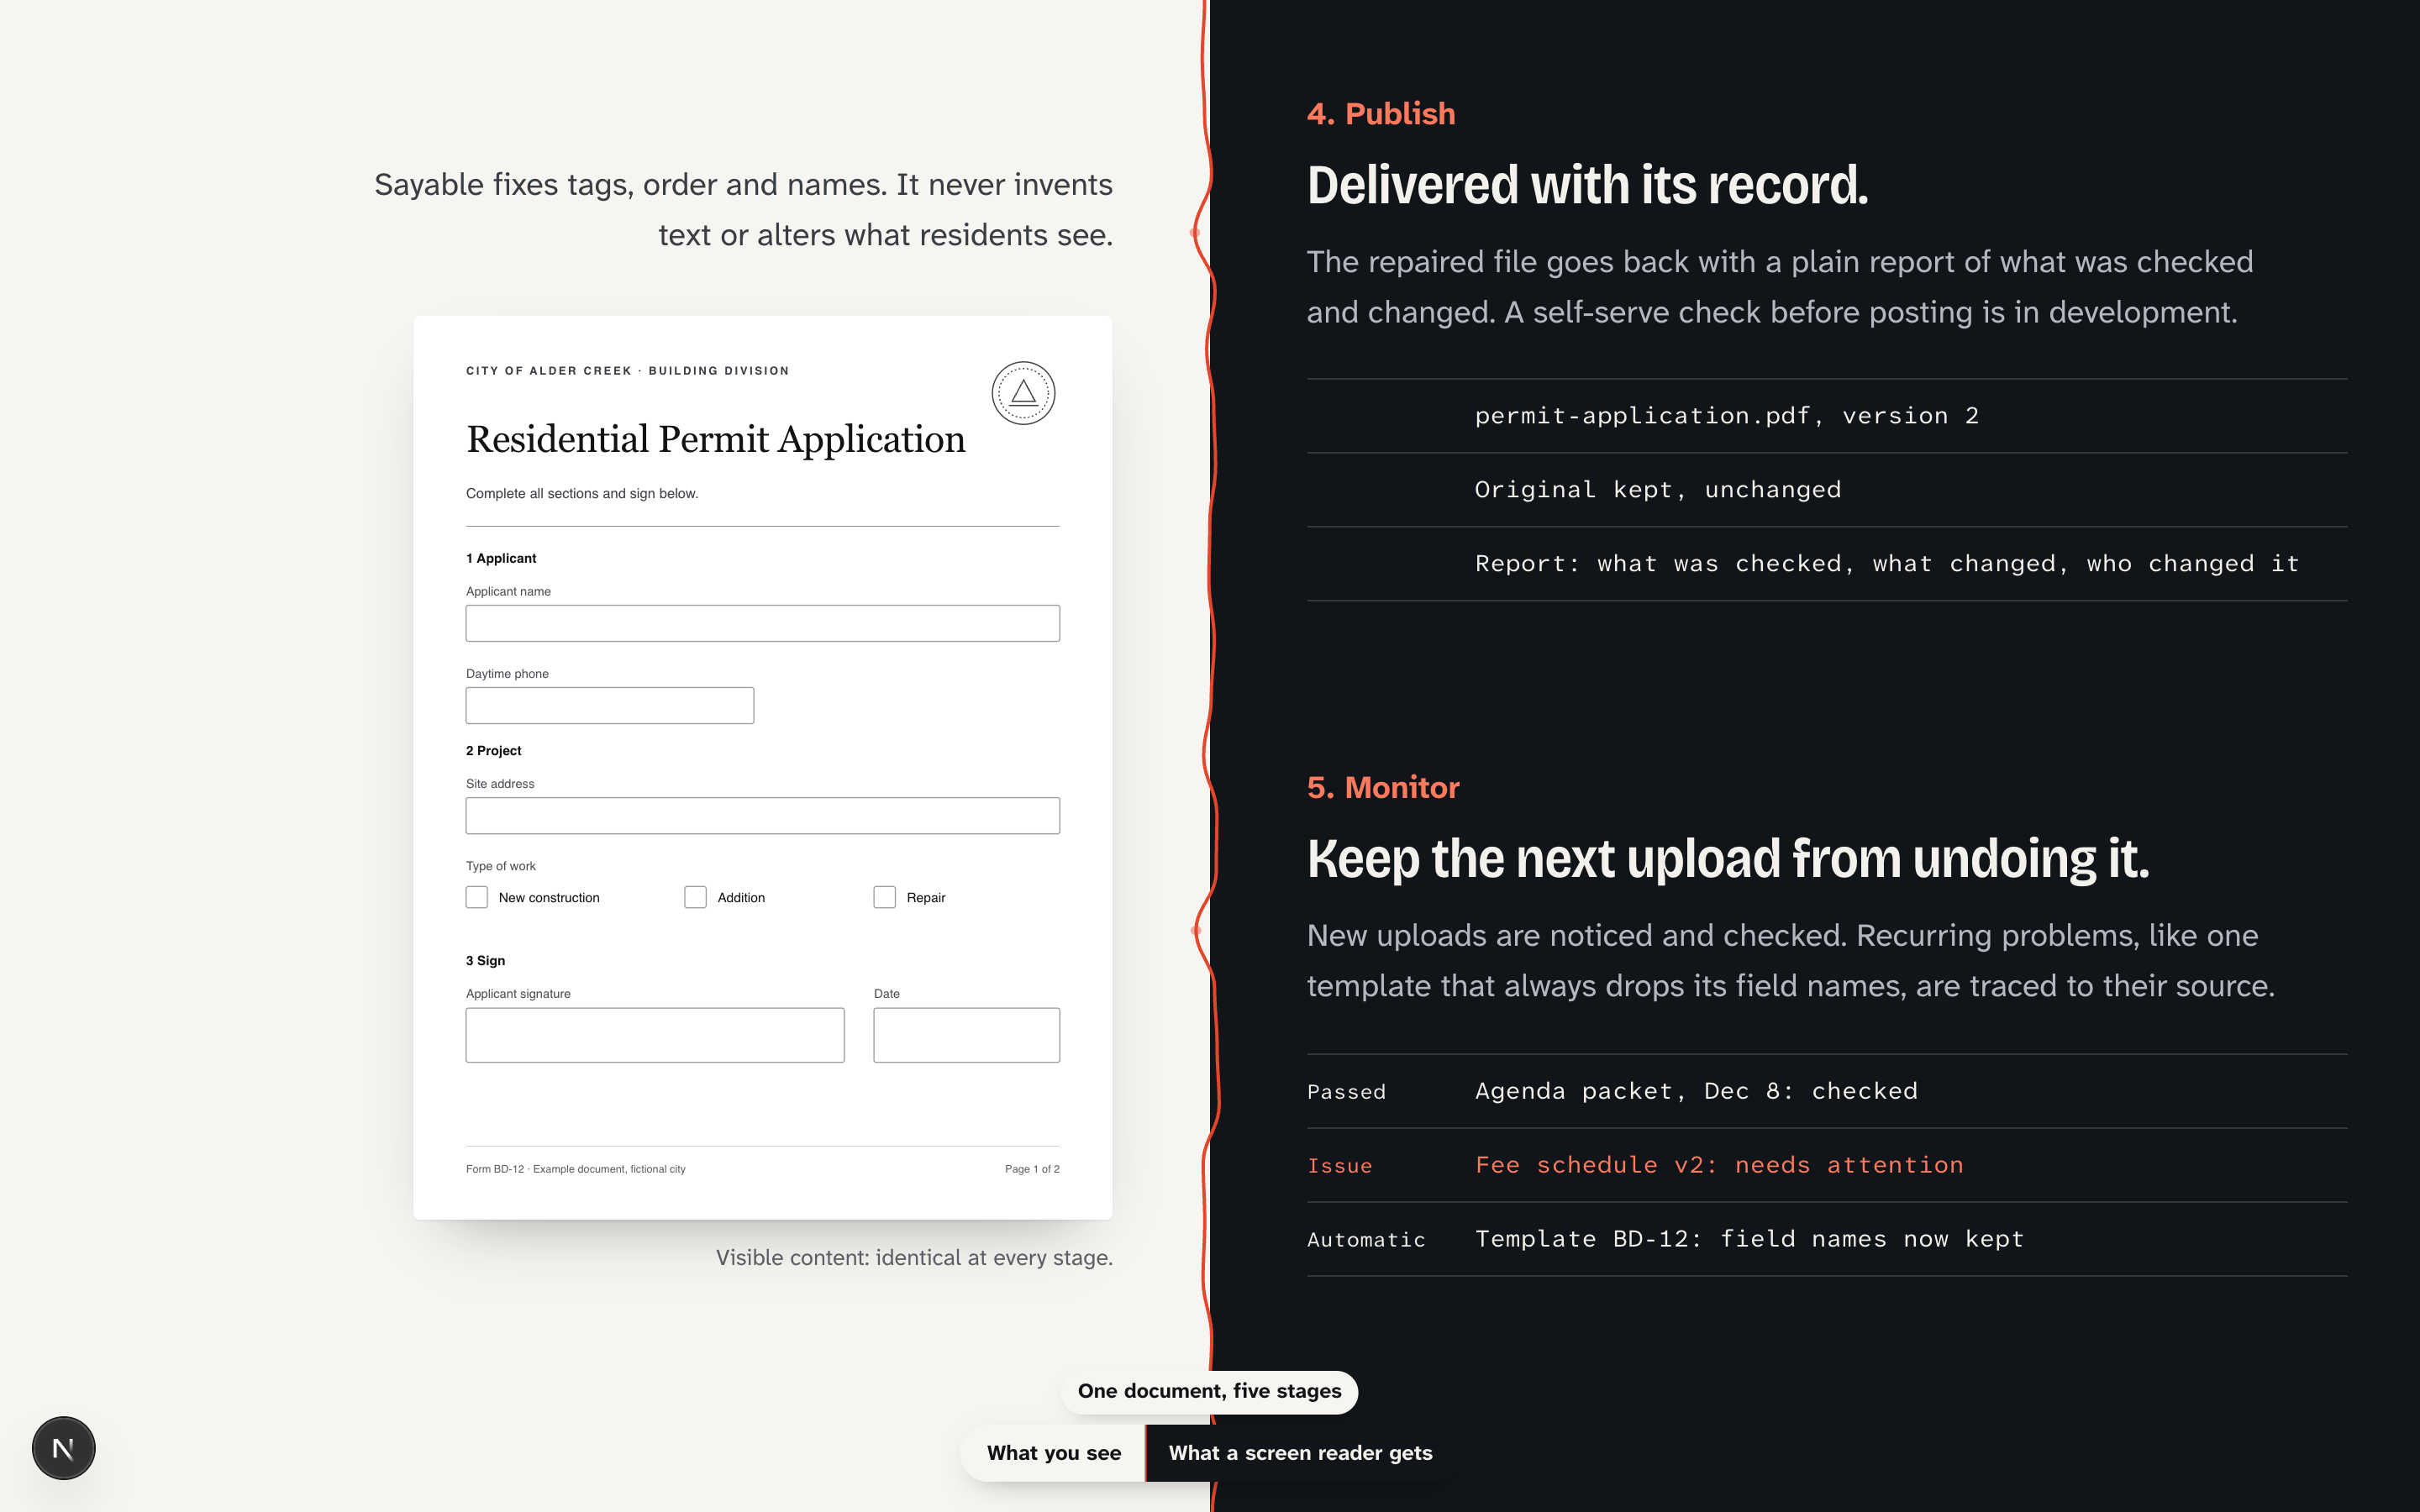 Sayable fixes tags, order and names. It never invents
text or alters what residents see.
CITY OF ALDER CREEK · BUILDING DIVISION
Residential Permit Application
Complete all sections and sign below.
1 Applicant
Applicant name
Daytime phone
2 Project
Site address
Type of work
New construction
Addition
Repair
3 Sign
Applicant signature
Date
Form BD-12 · Example document, fictional city
Page 1 of 2
Visible content: identical at every stage.
4. Publish
Delivered with its record.
The repaired file goes back with a plain report of what was checked
and changed. A self-serve check before posting is in development.
permit-application.pdf, version 2
Original kept, unchanged
Report: what was checked, what changed, who changed it
5. Monitor
Keep the next upload from undoing it.
New uploads are noticed and checked. Recurring problems, like one
template that always drops its field names, are traced to their source.
Passed Agenda packet, Dec 8: checked
Issue Fee schedule v2: needs attention
Automatic Template BD-12: field names now kept
One document, five stages
What you see
What a screen reader gets
N